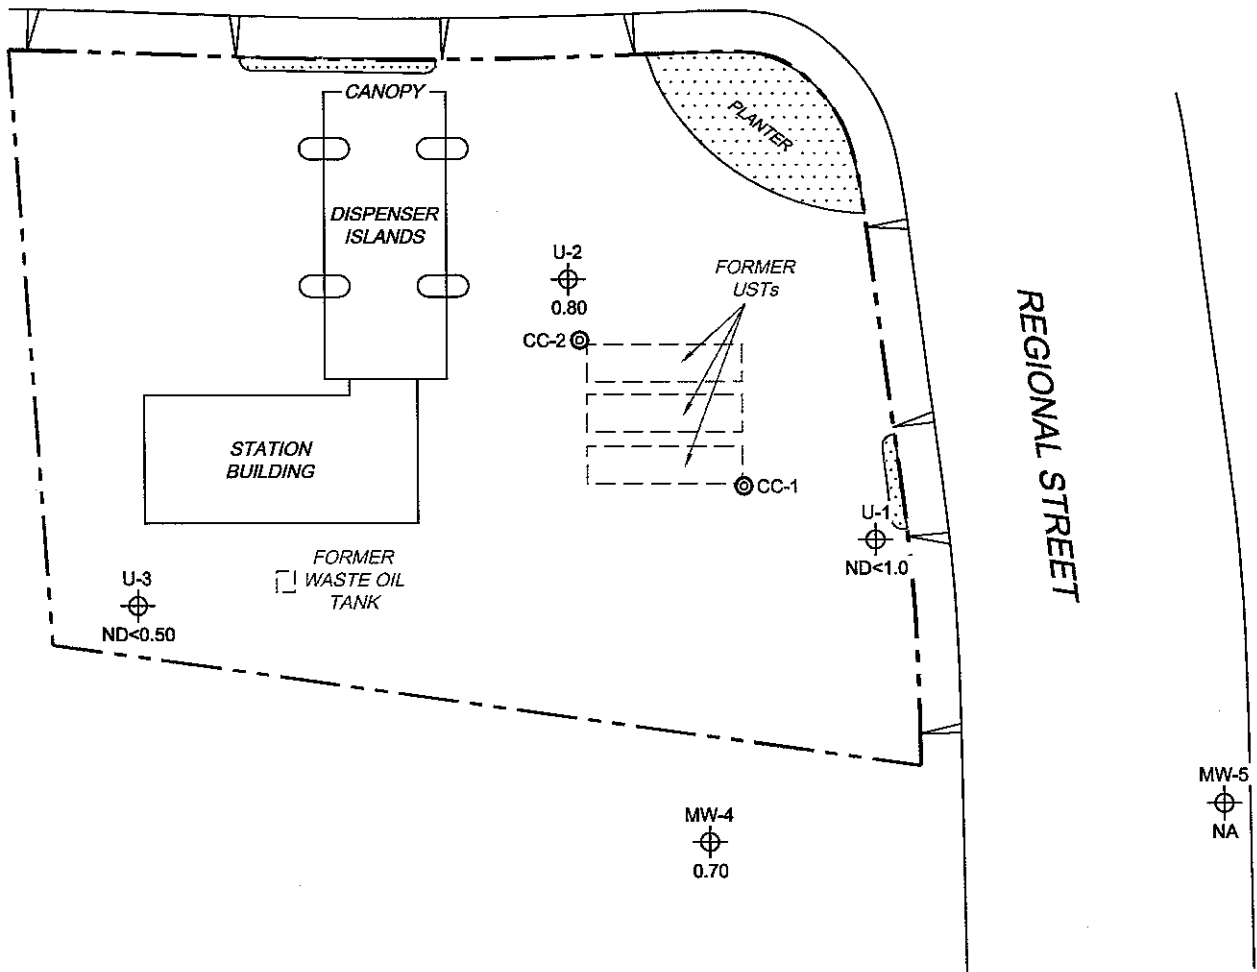 CANOPY
PLANTER
DISPENSER
ISLANDS
U-2
0.80
FORMER
USTs
CC-2
REGIONAL STREET
STATION
BUILDING
CC-1
U-1
ND<1.0
FORMER
WASTE OIL
TANK
U-3
ND<0.50
MW-5
NA
MW-4
0.70